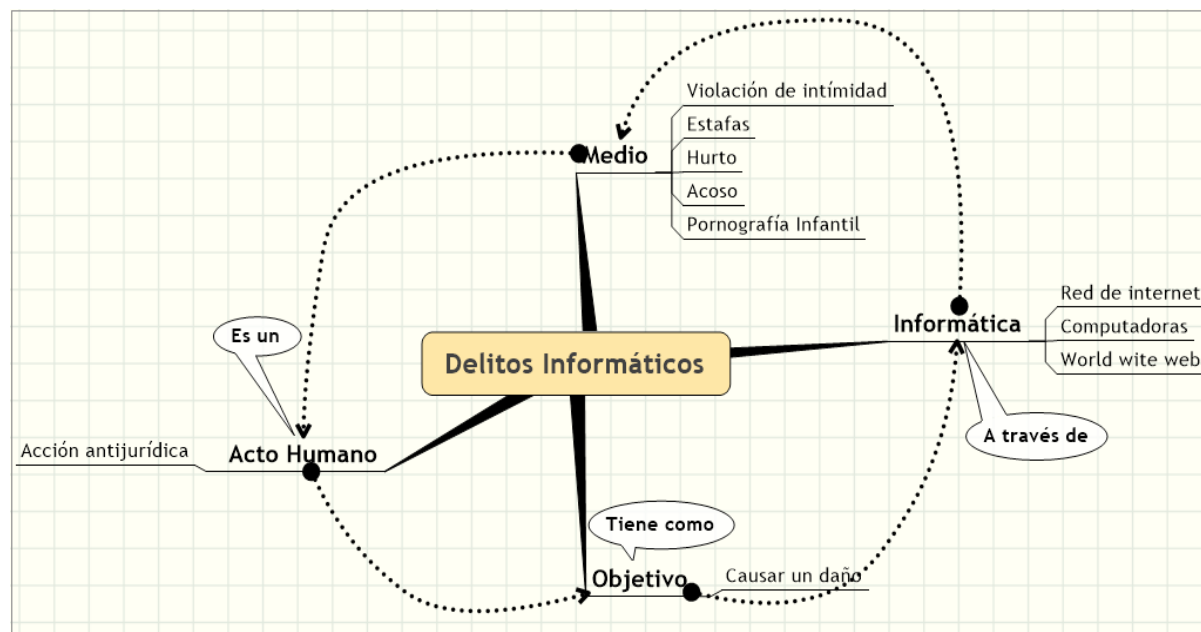 Violación de intímidad
Estafas
Medio
Hurto
Acoso
Pornografía Infantil
Red de internet
Informática
Computadoras
World wite web
Es un
Delitos Informáticos
A través de
Acción antijurídica
Acto Humano
Tiene como
Objetivo
Causar un daño